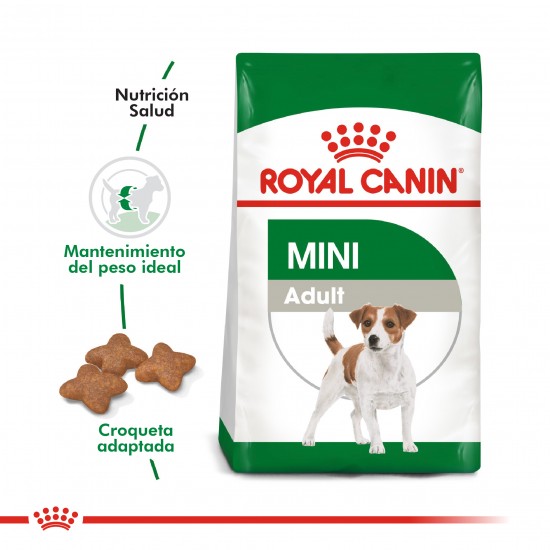 Nutrición
Salud
Mantenimiento
del peso ideal
Croqueta
adaptada
ROYAL CANIN®
MINI
Adult